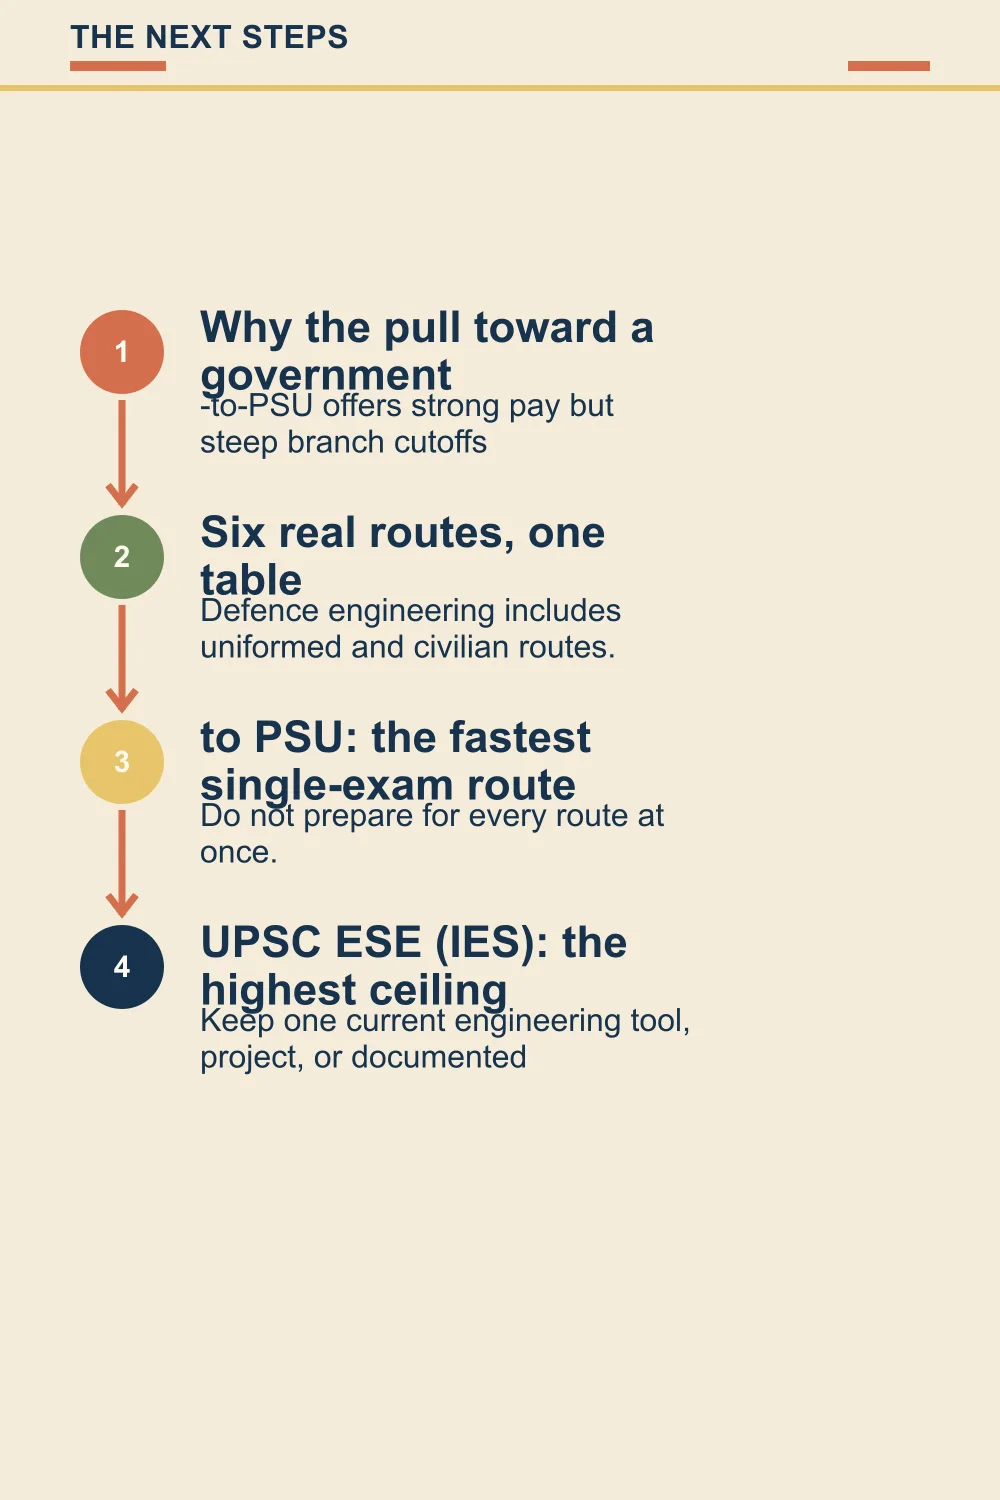 THE NEXT STEPS
1
Why the pull toward a
government
-to-PSU offers strong pay but
steep branch cutoffs
2
Six real routes, one
table
Defence engineering includes
uniformed and civilian routes.
3
to PSU: the fastest
single-exam route
Do not prepare for every route at
once.
4
UPSC ESE (IES): the
highest ceiling
Keep one current engineering tool,
project, or documented